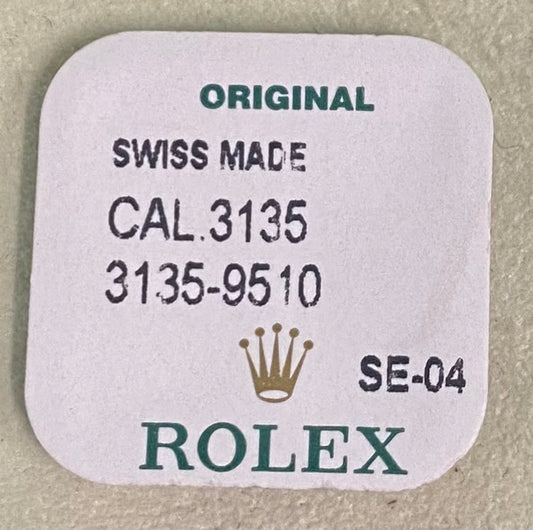 ORIGINAL
SWISS MADE
CAL.3135
3135-9510
SE-04
ROLEX